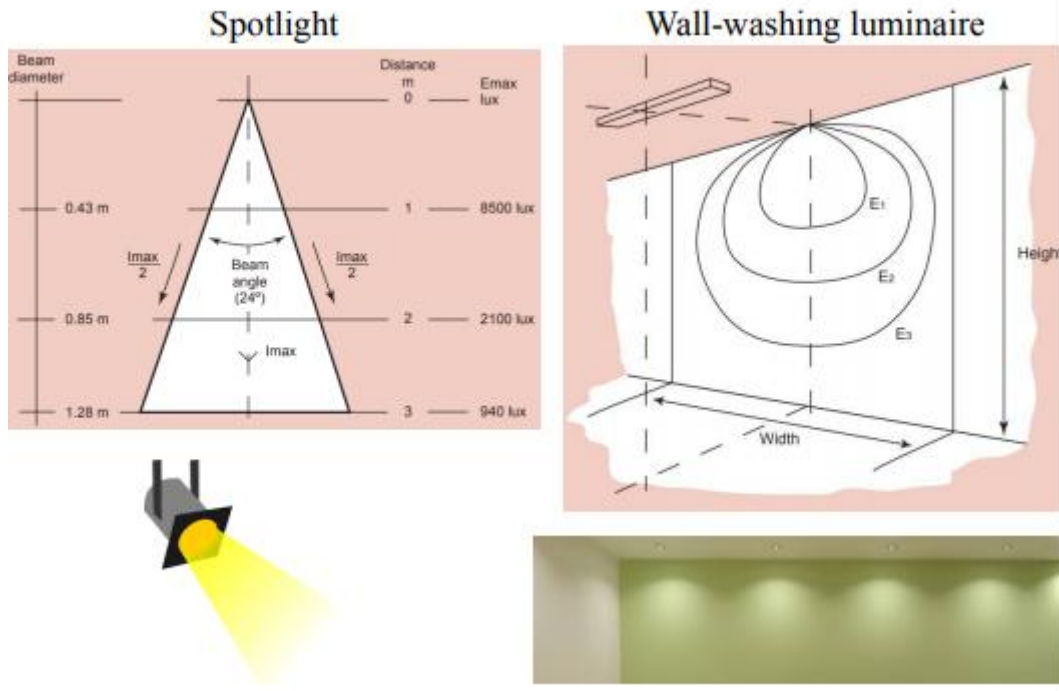 Spotlight
Wall-washing luminaire
Beam
diameter
Distance
m
0
Emax
lux
0.43 m
1
8500 lux
Imax
2
Beam
angle
(24º)
Imax
2
0.85 m
2
2100 lux
Imax
1.28 m
3
940 lux
E1
E2
E3
Height
Width